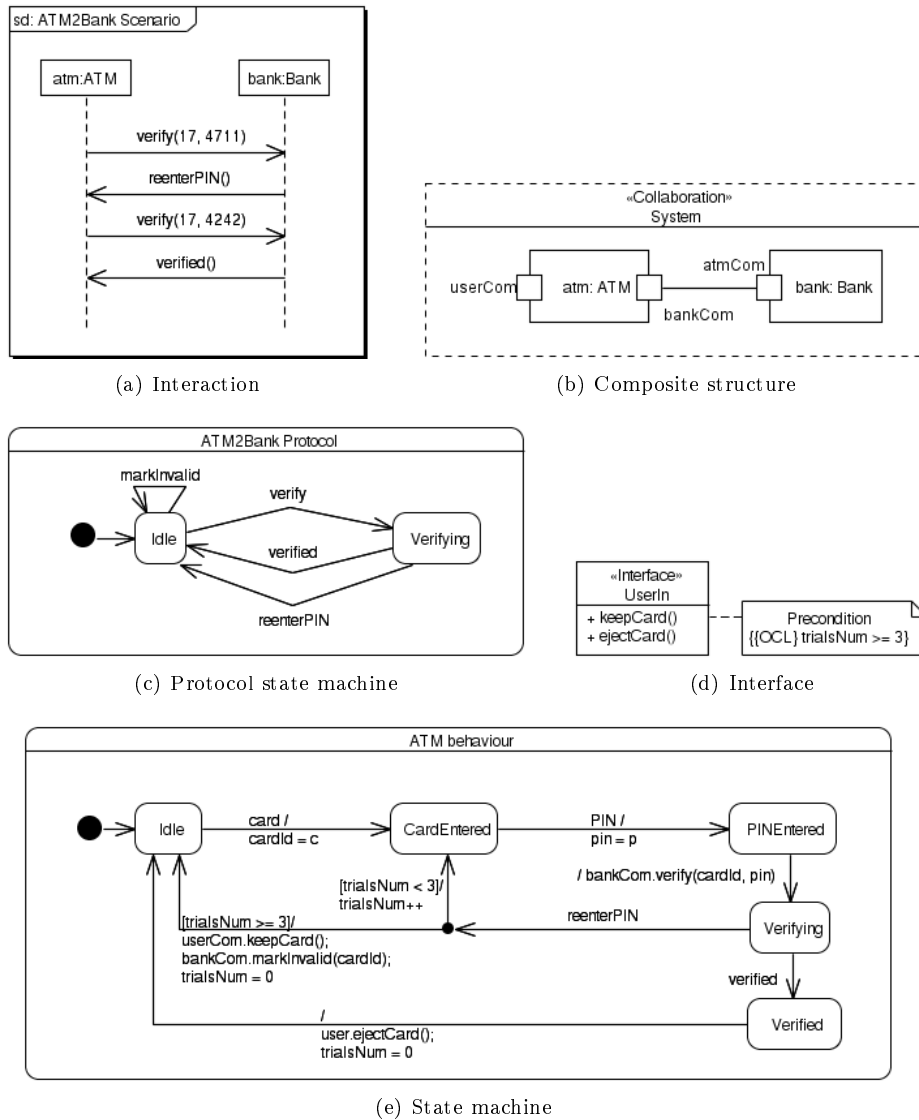 sd: ATM2Bank Scenario
atm:ATM
bank:Bank
verify(17, 4711)
reenterPIN()
verify(17, 4242)
verified()
(a) Interaction
«Collaboration»
System
userCom
atm: ATM
atmCom
bankCom
bank: Bank
(b) Composite structure
ATM2Bank Protocol
markInvalid
verify
Idle
verified
Verifying
reenterPIN
(c) Protocol state machine
«Interface»
UserIn
+ keepCard()
+ ejectCard()
Precondition
{{OCL} trialsNum >= 3}
(d) Interface
ATM behaviour
Idle
card /
cardId = c
CardEntered
PIN /
pin = p
PINEntered
/ bankCom.verify(cardId, pin)
[trialsNum < 3]/
trialsNum++
reenterPIN
Verifying
[trialsNum >= 3]/
userCom.keepCard();
bankCom.markInvalid(cardId);
trialsNum = 0
verified
Verified
/
user.ejectCard();
trialsNum = 0
(e) State machine